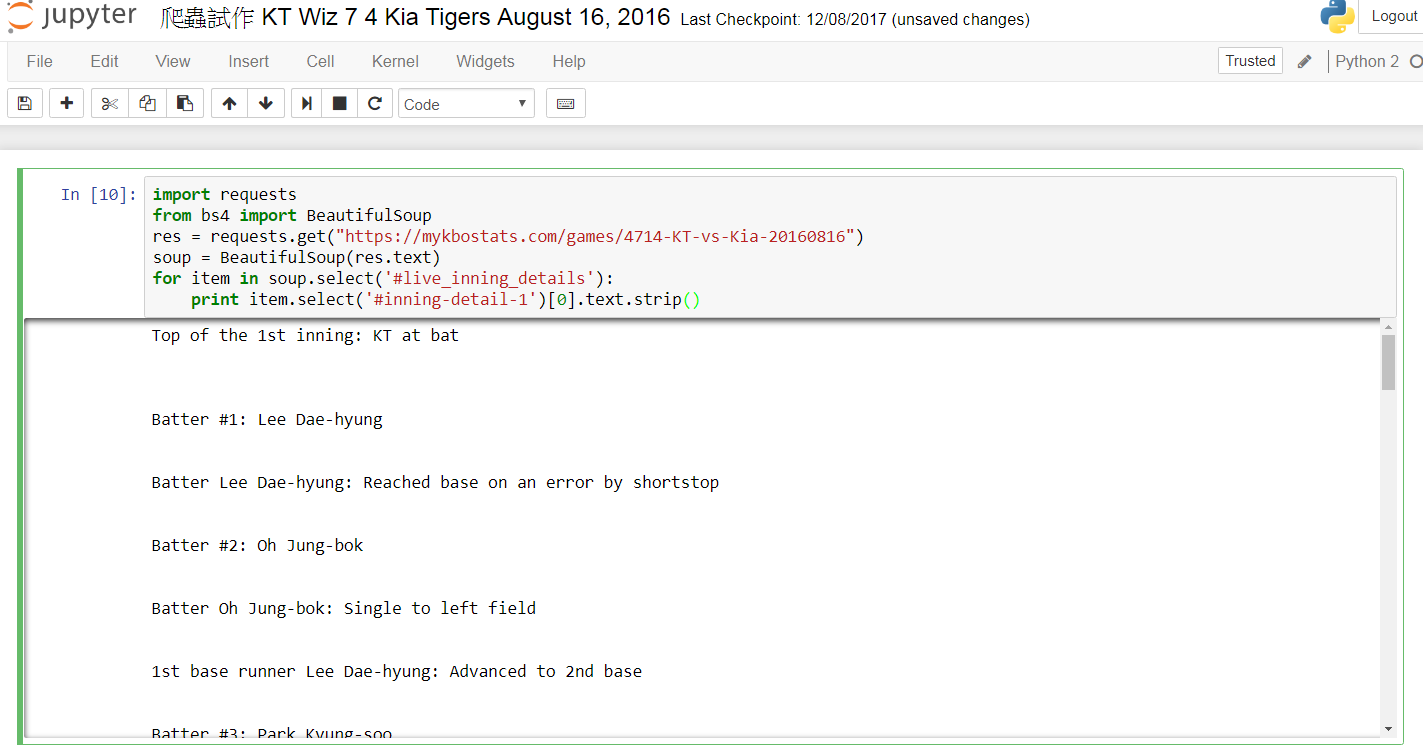 jupyter 爬蟲試作 KT Wiz 7 4 Kia Tigers August 16, 2016 Last Checkpoint: 12/08/2017 (unsaved changes) Logout
File Edit View Insert Cell Kernel Widgets Help Trusted Python 2
Code
In [10]: import requests
from bs4 import BeautifulSoup
res = requests.get("https://mykbostats.com/games/4714-KT-vs-Kia-20160816")
soup = BeautifulSoup(res.text)
for item in soup.select('#live_inning_details'):
    print item.select('#inning-detail-1')[0].text.strip()
Top of the 1st inning: KT at bat
Batter #1: Lee Dae-hyung
Batter Lee Dae-hyung: Reached base on an error by shortstop
Batter #2: Oh Jung-bok
Batter Oh Jung-bok: Single to left field
1st base runner Lee Dae-hyung: Advanced to 2nd base
Batter #3: Park Kyung-soo